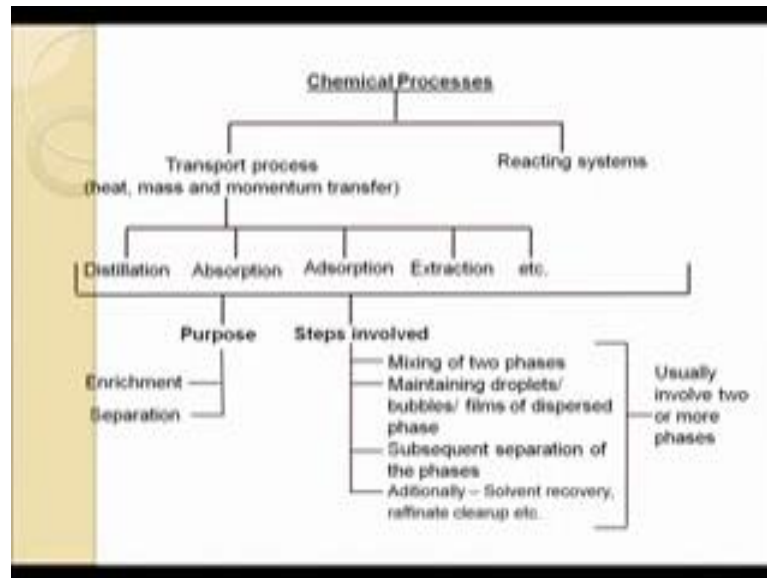 Chemical Processes
Transport process
(heat, mass and momentum transfer)
Reacting systems
Distillation Absorption Adsorption Extraction etc.
Purpose
Enrichment
Separation
Steps involved
Mixing of two phases
Maintaining droplets/
bubbles/ films of dispersed
phase
Subsequent separation of
the phases
Aditionally – Solvent recovery,
raffinate clearup etc.
Usually
involve two
or more
phases